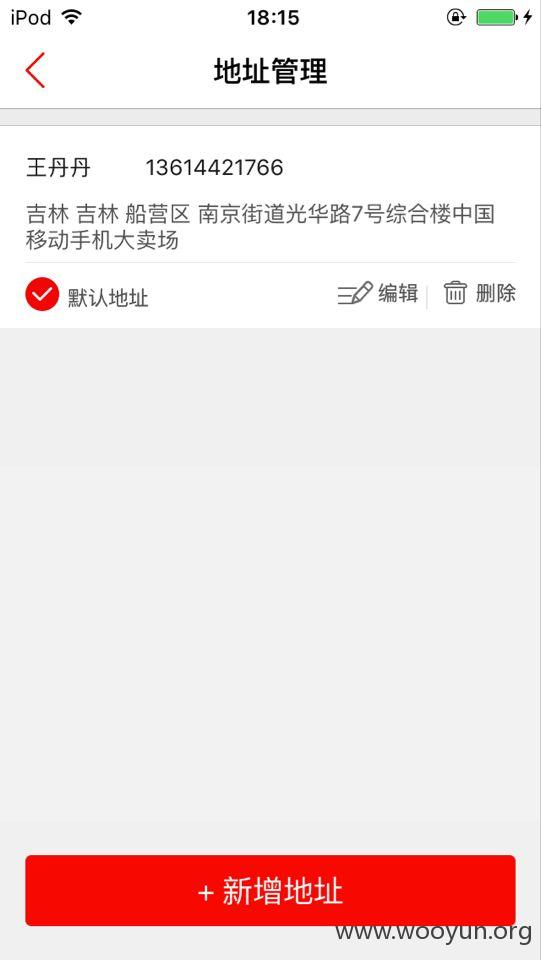 iPod 18:15
地址管理
王丹丹 13614421766
吉林 吉林 船营区 南京街道光华路7号综合楼中国
移动手机大卖场
默认地址 编辑 删除
+ 新增地址
www.wooyun.org